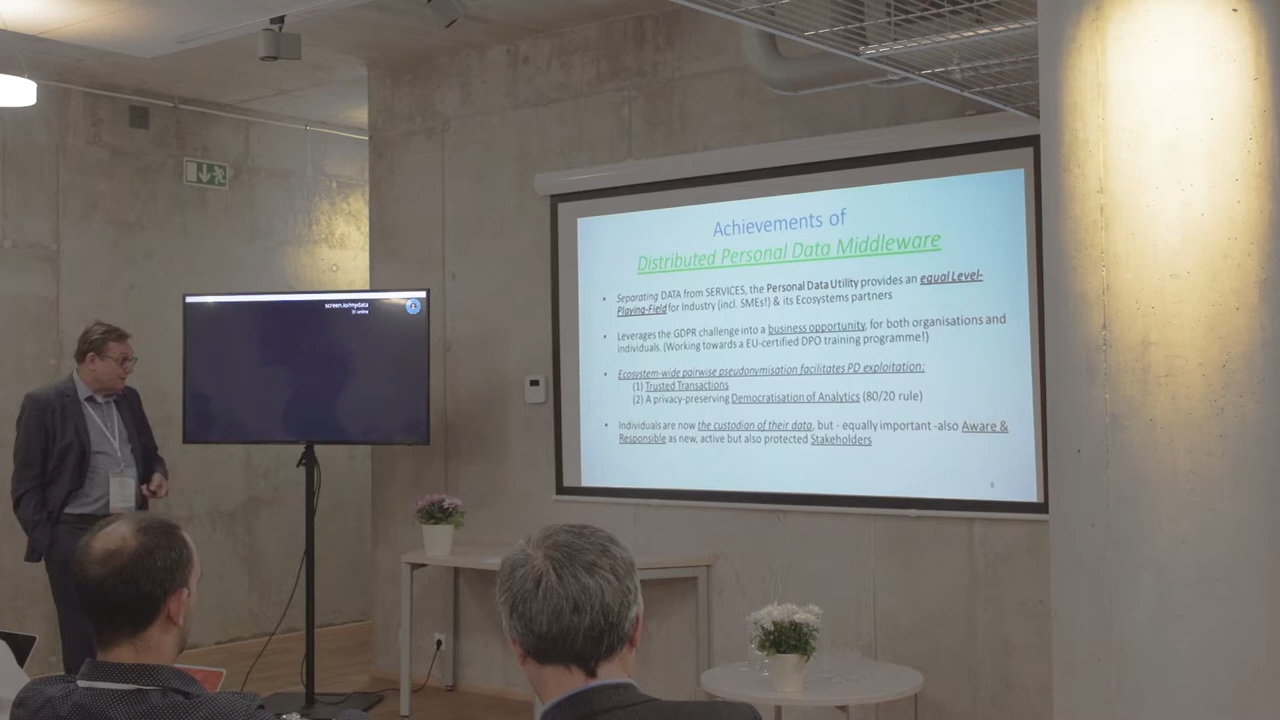 screen.io/mydata
31 online
Achievements of
Distributed Personal Data Middleware
• Separating DATA from SERVICES, the Personal Data Utility provides an equal Level-
Playing-Field for Industry (incl. SMEs!) & its Ecosystems partners
• Leverages the GDPR challenge into a business opportunity, for both organisations and
individuals. (Working towards a EU-certified DPO training programme!)
• Ecosystem-wide pairwise pseudonymisation facilitates PD exploitation:
(1) Trusted Transactions
(2) A privacy-preserving Democratisation of Analytics (80/20 rule)
• Individuals are now the custodian of their data, but - equally important -also Aware &
Responsible as new, active but also protected Stakeholders